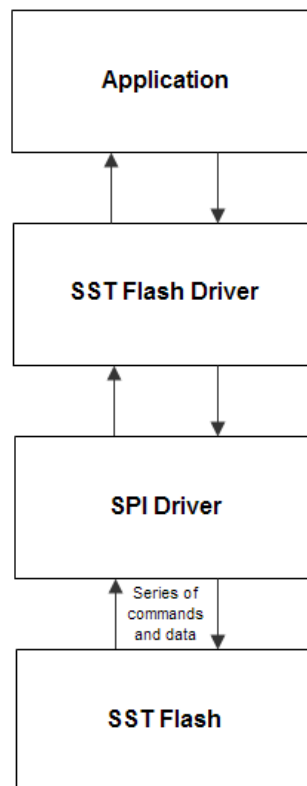 Application
SST Flash Driver
SPI Driver
Series of
commands
and data
SST Flash